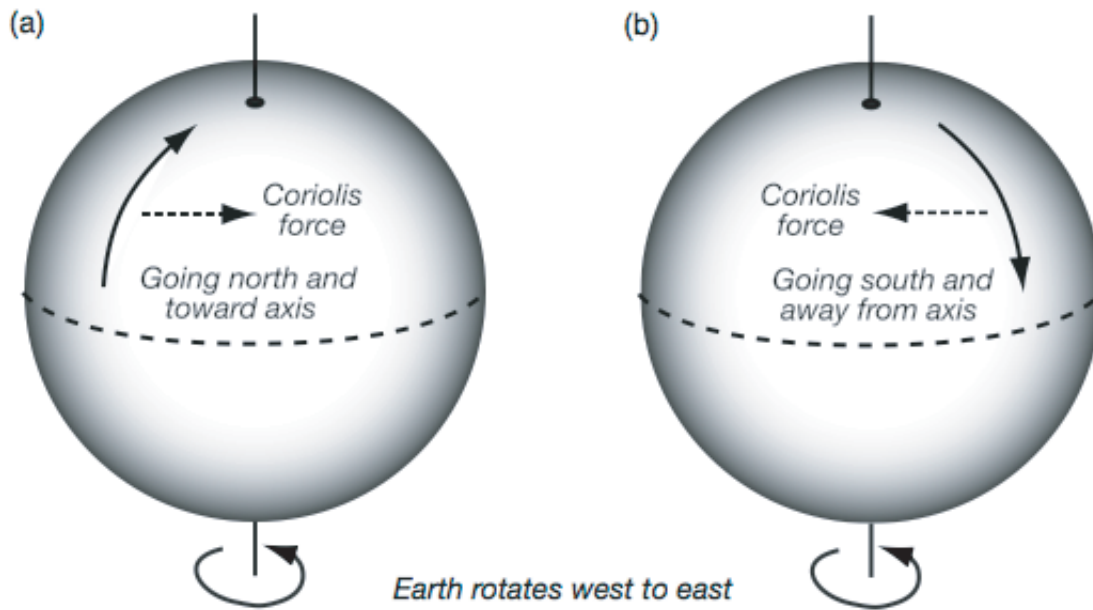 (a)
(b)
Coriolis
force
Going north and
toward axis
Coriolis
force
Going south and
away from axis
Earth rotates west to east